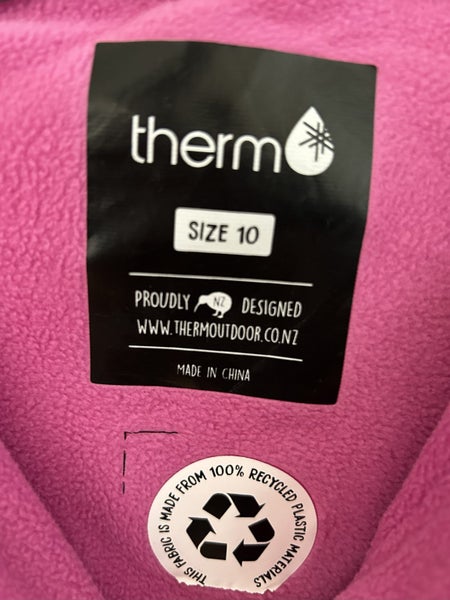 therm
SIZE 10
PROUDLY NZ DESIGNED
WWW.THERMOUTDOOR.CO.NZ
MADE IN CHINA
THIS FABRIC IS MADE FROM 100% RECYCLED PLASTIC MATERIALS